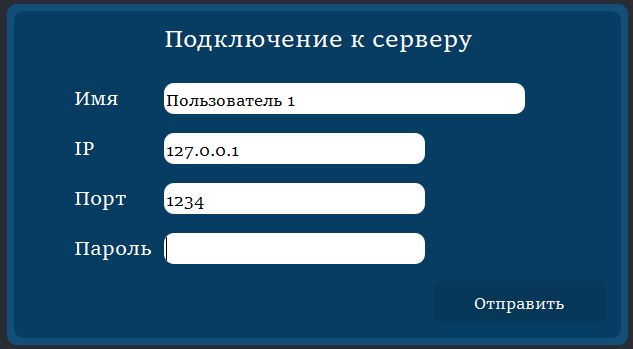 Подключение к серверу
Имя Пользователь 1
IP 127.0.0.1
Порт 1234
Пароль
Отправить